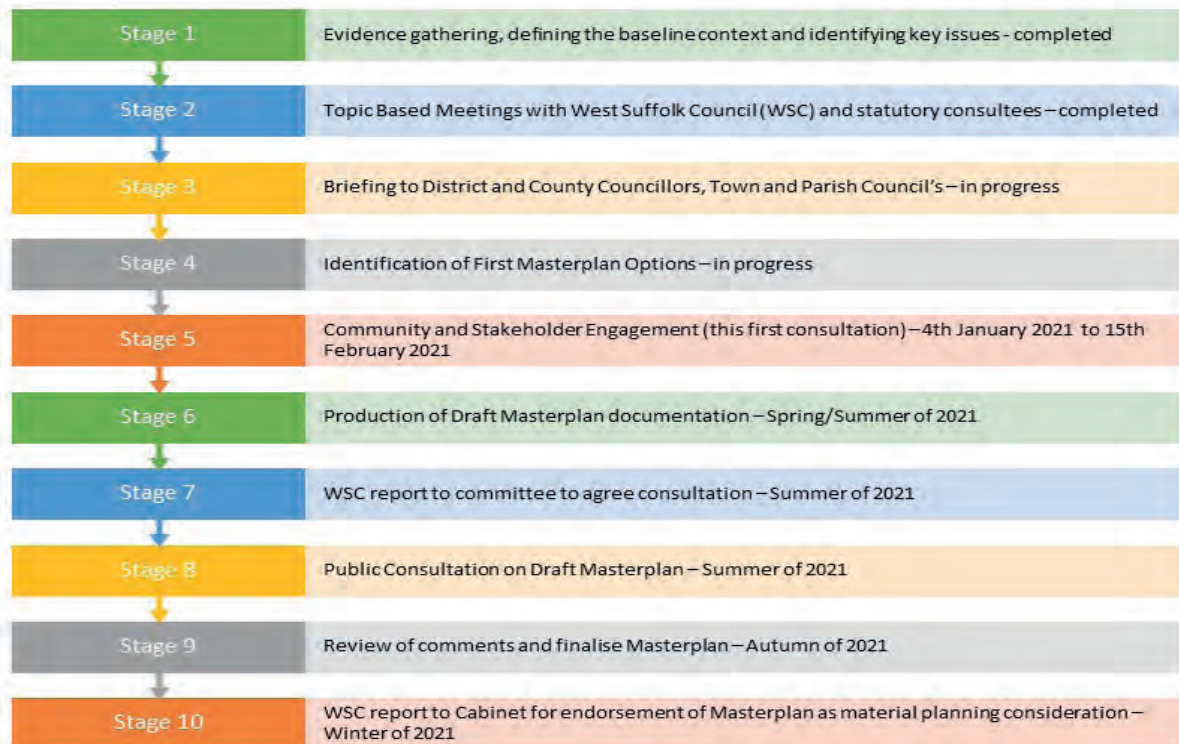 Stage 1
Evidence gathering, defining the baseline context and identifying key issues - completed
Stage 2
Topic Based Meetings with West Suffolk Council (WSC) and statutory consultees – completed
Stage 3
Briefing to District and County Councillors, Town and Parish Council's – in progress
Stage 4
Identification of First Masterplan Options – in progress
Stage 5
Community and Stakeholder Engagement (this first consultation) – 4th January 2021 to 15th
February 2021
Stage 6
Production of Draft Masterplan documentation – Spring/Summer of 2021
Stage 7
WSC report to committee to agree consultation – Summer of 2021
Stage 8
Public Consultation on Draft Masterplan – Summer of 2021
Stage 9
Review of comments and finalise Masterplan – Autumn of 2021
Stage 10
WSC report to Cabinet for endorsement of Masterplan as material planning consideration –
Winter of 2021